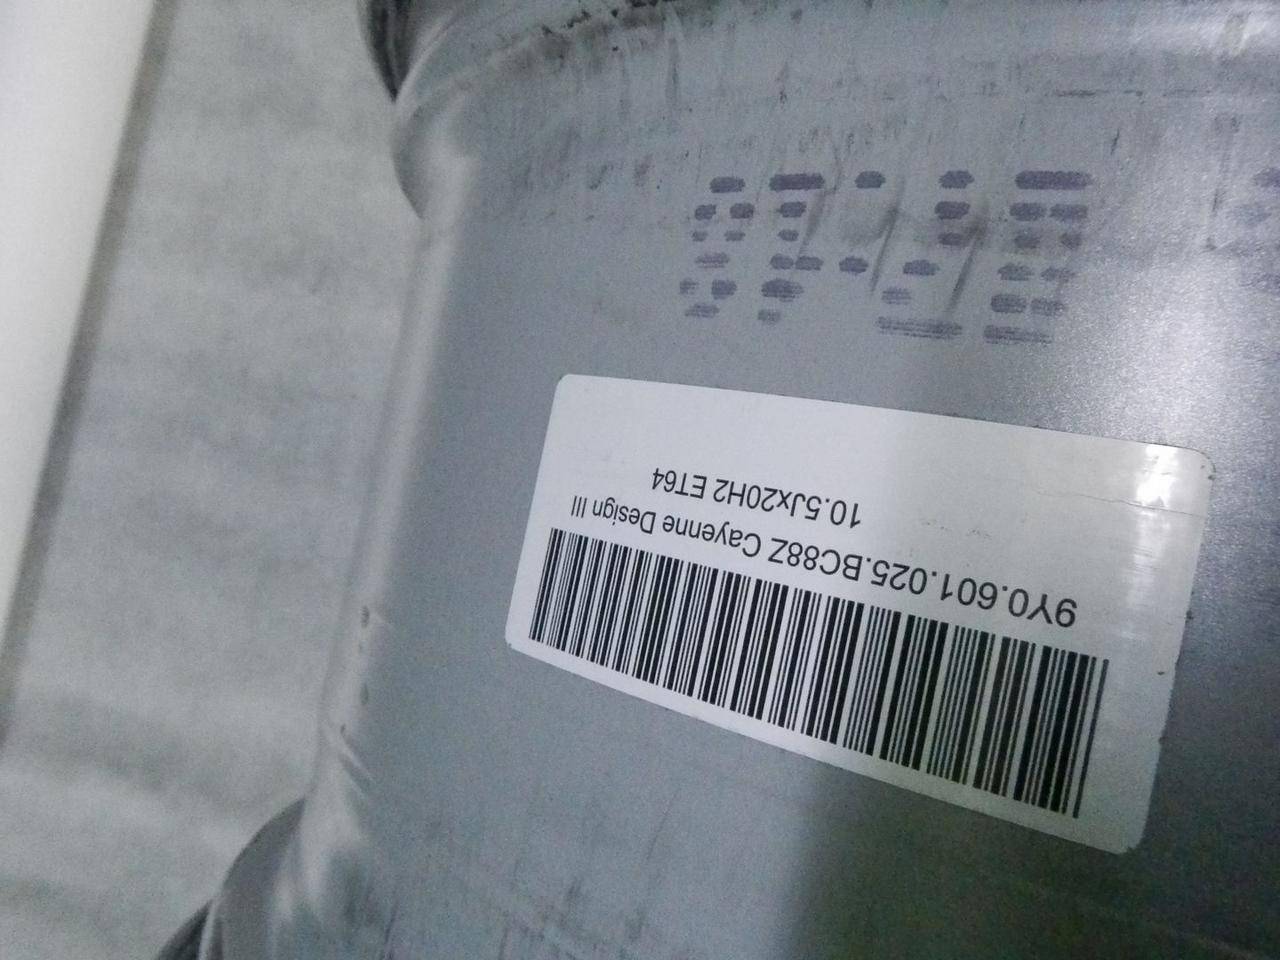 9Y0.601.025.BC88Z Cayenne Design III
10.5Jx20H2 ET64